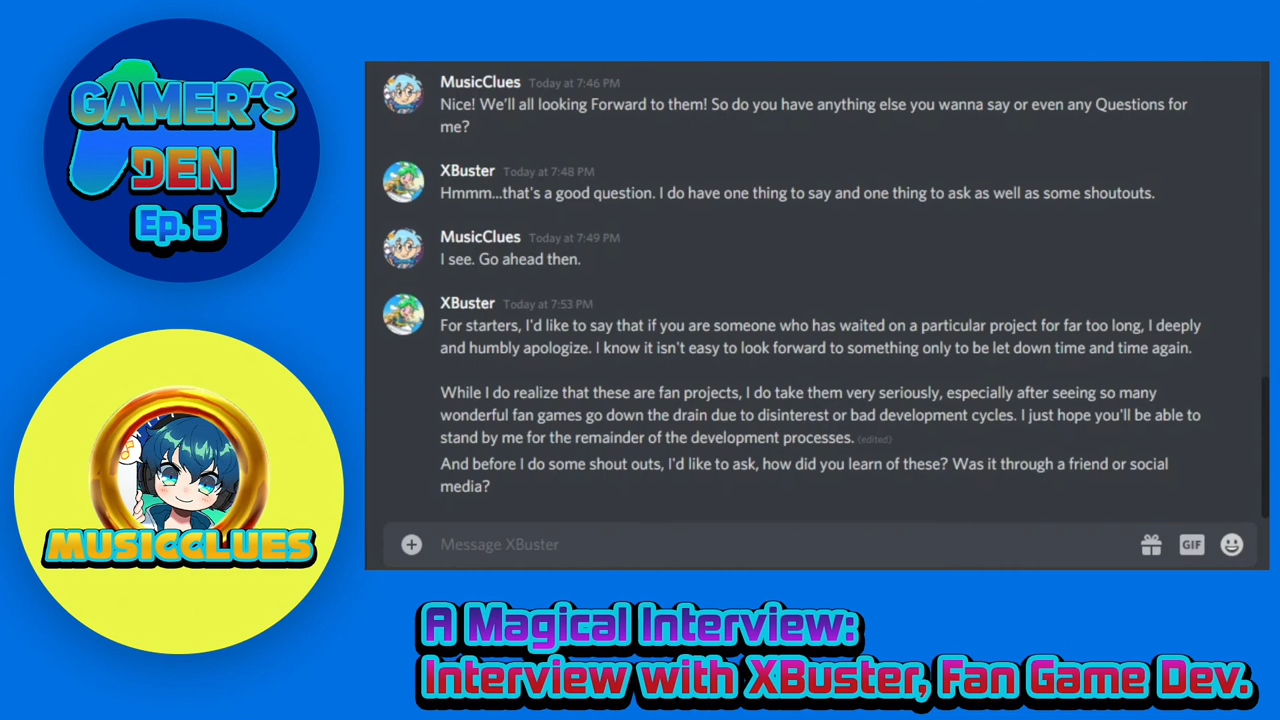 GAMER'S
DEN
Ep. 5
MUSICCLUES
MusicClues Today at 7:46 PM
Nice! We'll all looking Forward to them! So do you have anything else you wanna say or even any Questions for
me?
XBuster Today at 7:48 PM
Hmmm...that's a good question. I do have one thing to say and one thing to ask as well as some shoutouts.
MusicClues Today at 7:49 PM
I see. Go ahead then.
XBuster Today at 7:53 PM
For starters, I'd like to say that if you are someone who has waited on a particular project for far too long, I deeply
and humbly apologize. I know it isn't easy to look forward to something only to be let down time and time again.
While I do realize that these are fan projects, I do take them very seriously, especially after seeing so many
wonderful fan games go down the drain due to disinterest or bad development cycles. I just hope you'll be able to
stand by me for the remainder of the development processes. (edited)
And before I do some shout outs, I'd like to ask, how did you learn of these? Was it through a friend or social
media?
Message XBuster
GIF
A Magical Interview:
Interview with XBuster, Fan Game Dev.